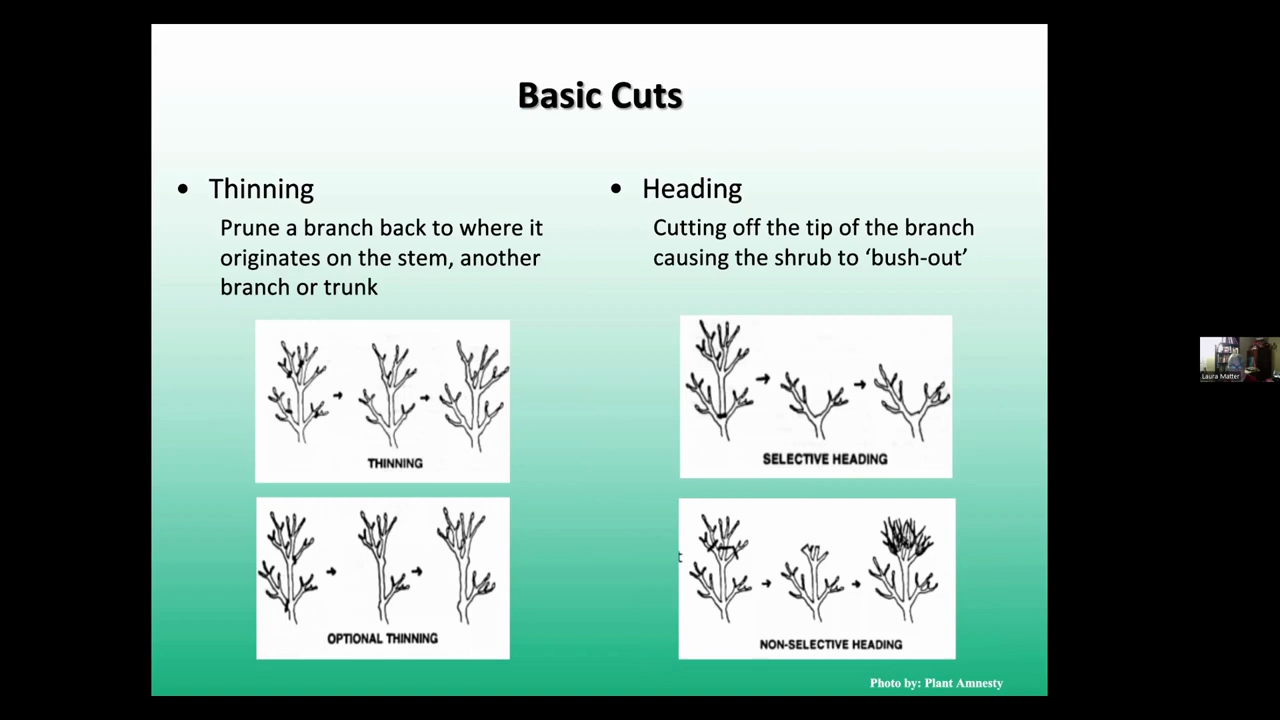 Basic Cuts
• Thinning
Prune a branch back to where it
originates on the stem, another
branch or trunk
THINNING
OPTIONAL THINNING
• Heading
Cutting off the tip of the branch
causing the shrub to ‘bush-out’
SELECTIVE HEADING
t
NON-SELECTIVE HEADING
Photo by: Plant Amnesty
Laura Matter